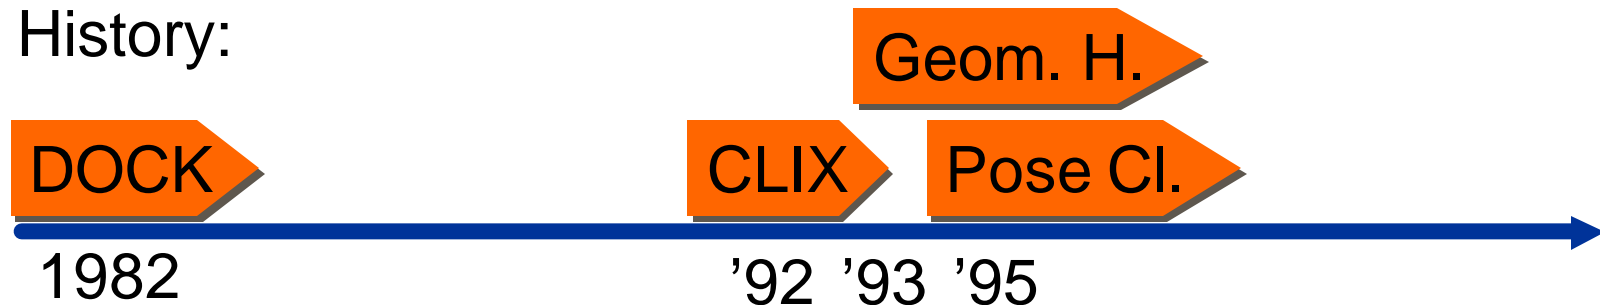 History:
Geom. H.
DOCK
CLIX
Pose Cl.
1982
’92
’93
’95